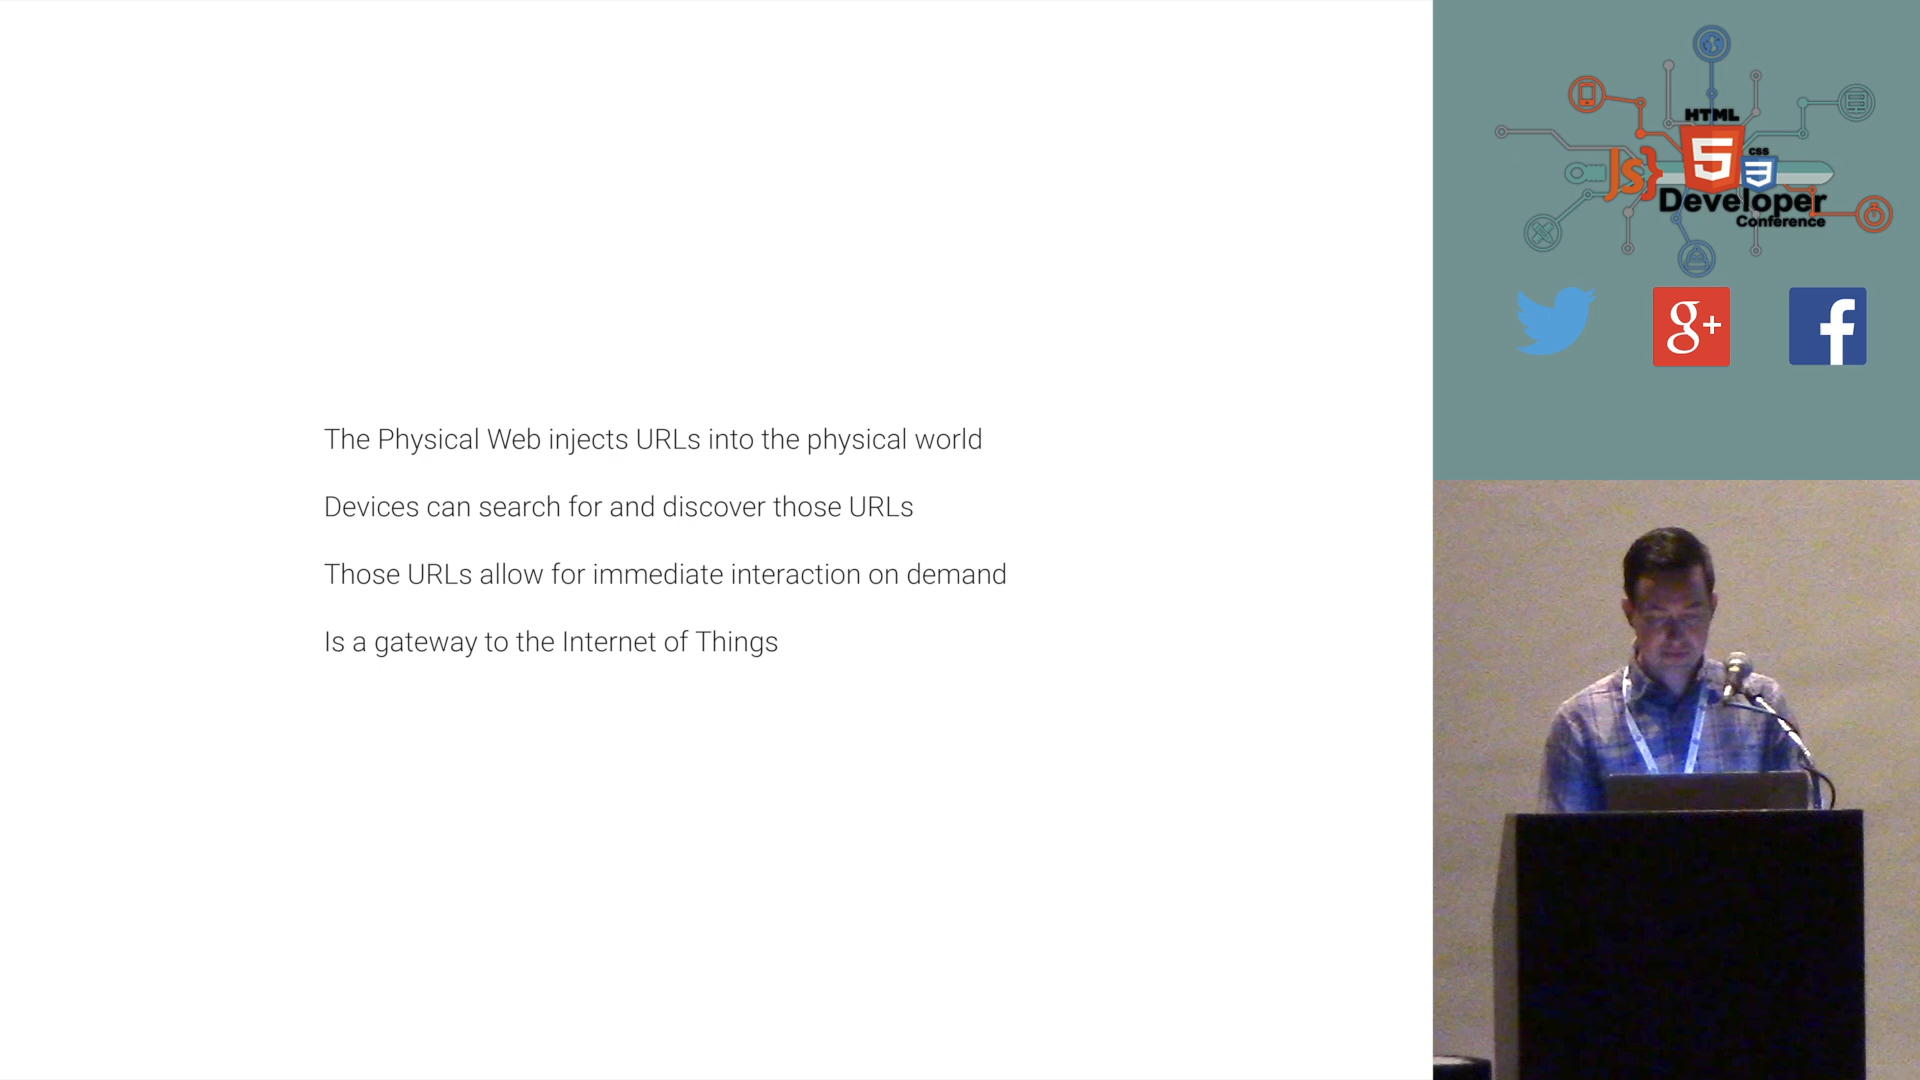 The Physical Web injects URLs into the physical world
Devices can search for and discover those URLs
Those URLs allow for immediate interaction on demand
Is a gateway to the Internet of Things
HTML
5
JS}
CSS
3
Developer
Conference
g+
f